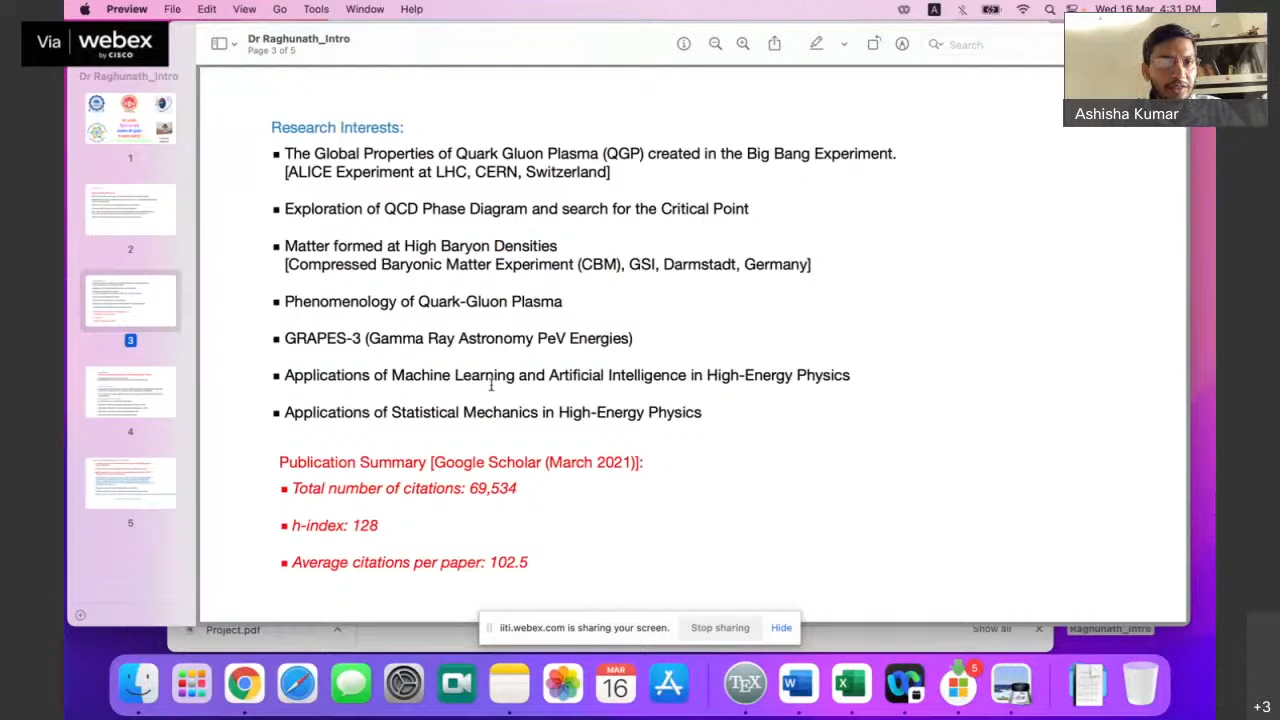 Preview File Edit View Go Tools Window Help
Wed 16 Mar 4:31 PM
Via webex
by CISCO
Dr Raghunath_Intro
Page 3 of 5
Search
Ashisha Kumar
Dr Raghunath_Intro
1
2
3
4
5
Research Interests:
The Global Properties of Quark Gluon Plasma (QGP) created in the Big Bang Experiment.
[ALICE Experiment at LHC, CERN, Switzerland]
Exploration of QCD Phase Diagram and search for the Critical Point
Matter formed at High Baryon Densities
[Compressed Baryonic Matter Experiment (CBM), GSI, Darmstadt, Germany]
Phenomenology of Quark-Gluon Plasma
GRAPES-3 (Gamma Ray Astronomy PeV Energies)
Applications of Machine Learning and Artificial Intelligence in High-Energy Physics
Applications of Statistical Mechanics in High-Energy Physics
Publication Summary [Google Scholar (March 2021)]:
Total number of citations: 69,534
h-index: 128
Average citations per paper: 102.5
iiti.webex.com is sharing your screen. Stop sharing Hide
Project.pdf
Show all
Raghunath_Intro
MAR
16
TEX
5
+3